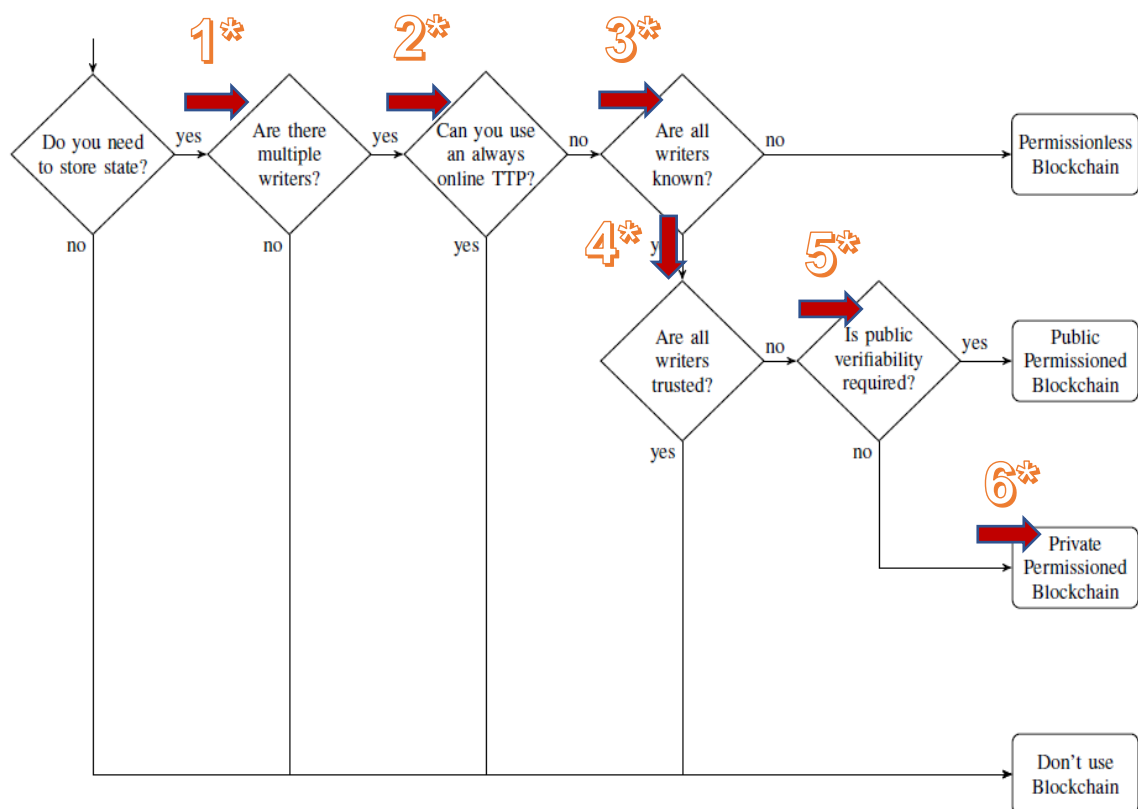 1*
2*
3*
Do you need
to store state?
yes
Are there
multiple
writers?
yes
Can you use
an always
online TTP?
no
Are all
writers
known?
no
Permissionless
Blockchain
no
no
yes
4*
5*
Are all
writers
trusted?
no
Is public
verifiability
required?
yes
Public
Permissioned
Blockchain
yes
no
6*
Private
Permissioned
Blockchain
Don't use
Blockchain